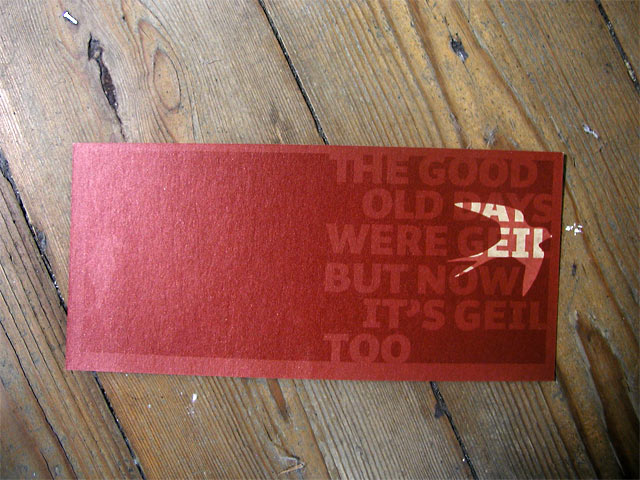 THE GOOD
OLD DAYS
WERE GEIL
BUT NOW
IT'S GEIL
TOO